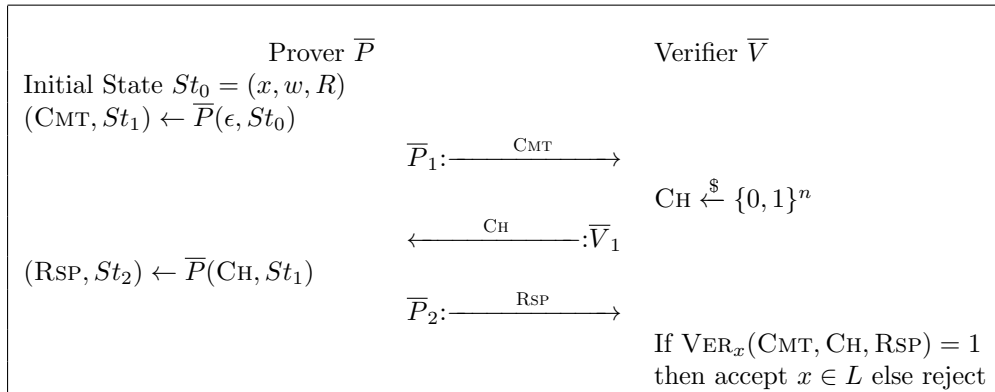 Prover P̅ Verifier V̅
Initial State St₀ = (x, w, R)
(CMT, St₁) ← P̅(ϵ, St₀)
P̅₁: CMT
CH ←$ {0, 1}ⁿ
CH :V̅₁
(RSP, St₂) ← P̅(CH, St₁)
P̅₂: RSP
If VERₓ(CMT, CH, RSP) = 1
then accept x ∈ L else reject